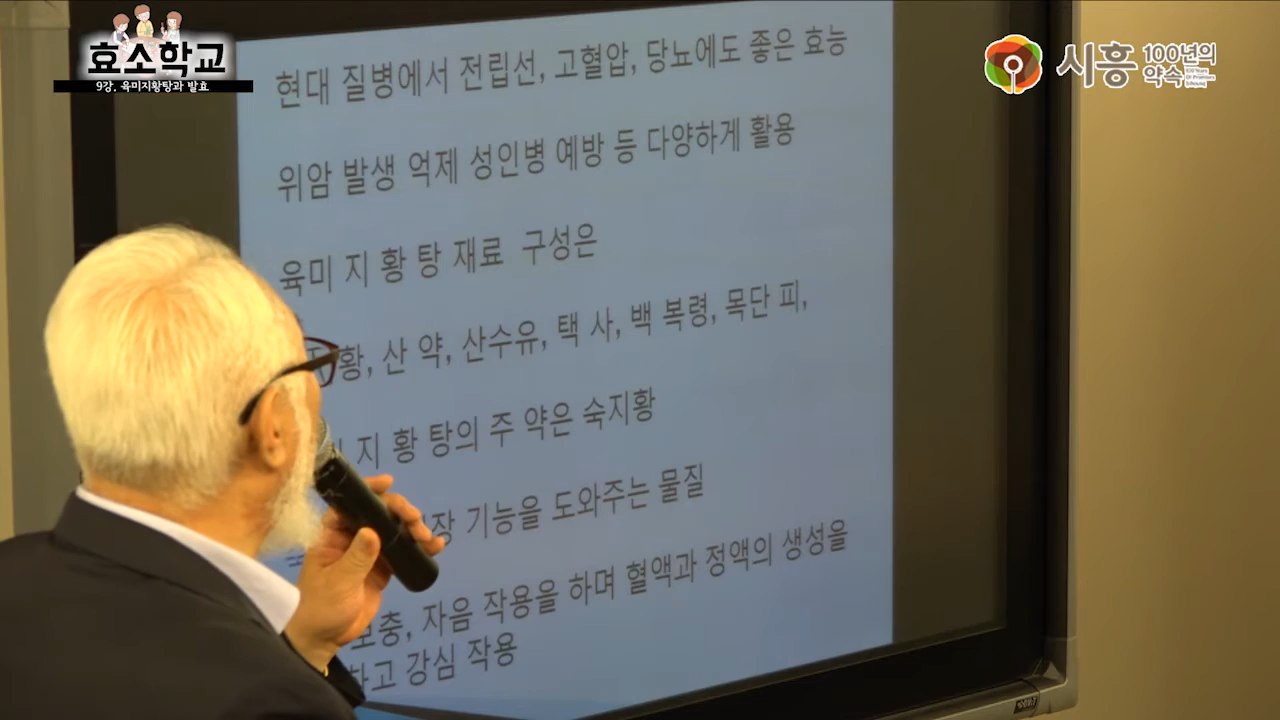 효소학교
9강. 육미지황탕과 발효
시흥 100년의 약속
현대 질병에서 전립선, 고혈압, 당뇨에도 좋은 효능
위암 발생 억제 성인병 예방 등 다양하게 활용
육미 지 황 탕 재료 구성은
황, 산 약, 산수유, 택 사, 백 복령, 목단 피,
지 황 탕의 주 약은 숙지황
기능을 도와주는 물질
보충, 자음 작용을 하며 혈액과 정액의 생성을
하고 강심 작용